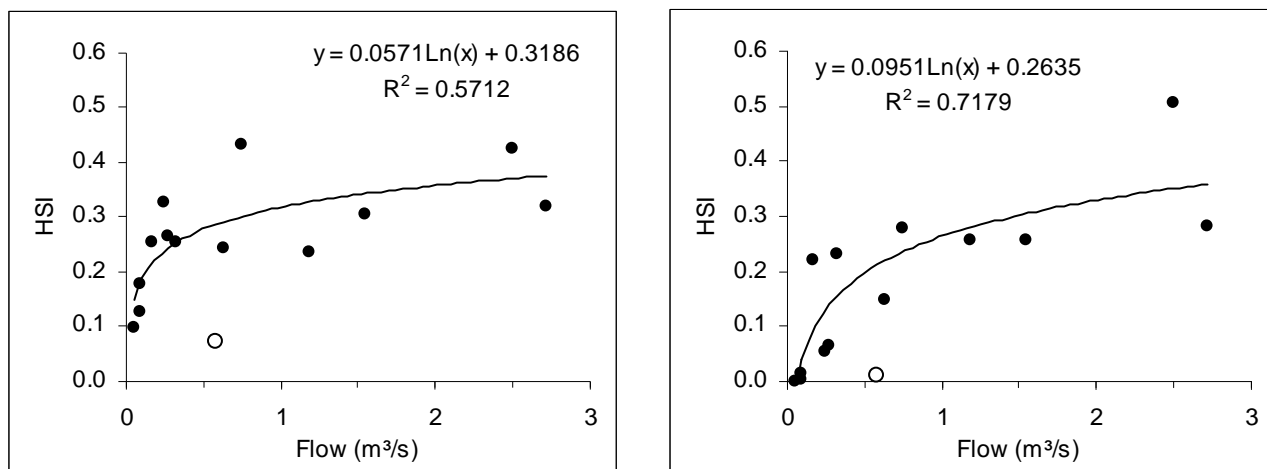 0.6
y = 0.0571Ln(x) + 0.3186
R² = 0.5712
0.5
0.4
0.3
0.2
0.1
0.0
HSI
0 1 2 3
Flow (m³/s)
0.6
y = 0.0951Ln(x) + 0.2635
R² = 0.7179
0.5
0.4
0.3
0.2
0.1
0.0
HSI
0 1 2 3
Flow (m³/s)